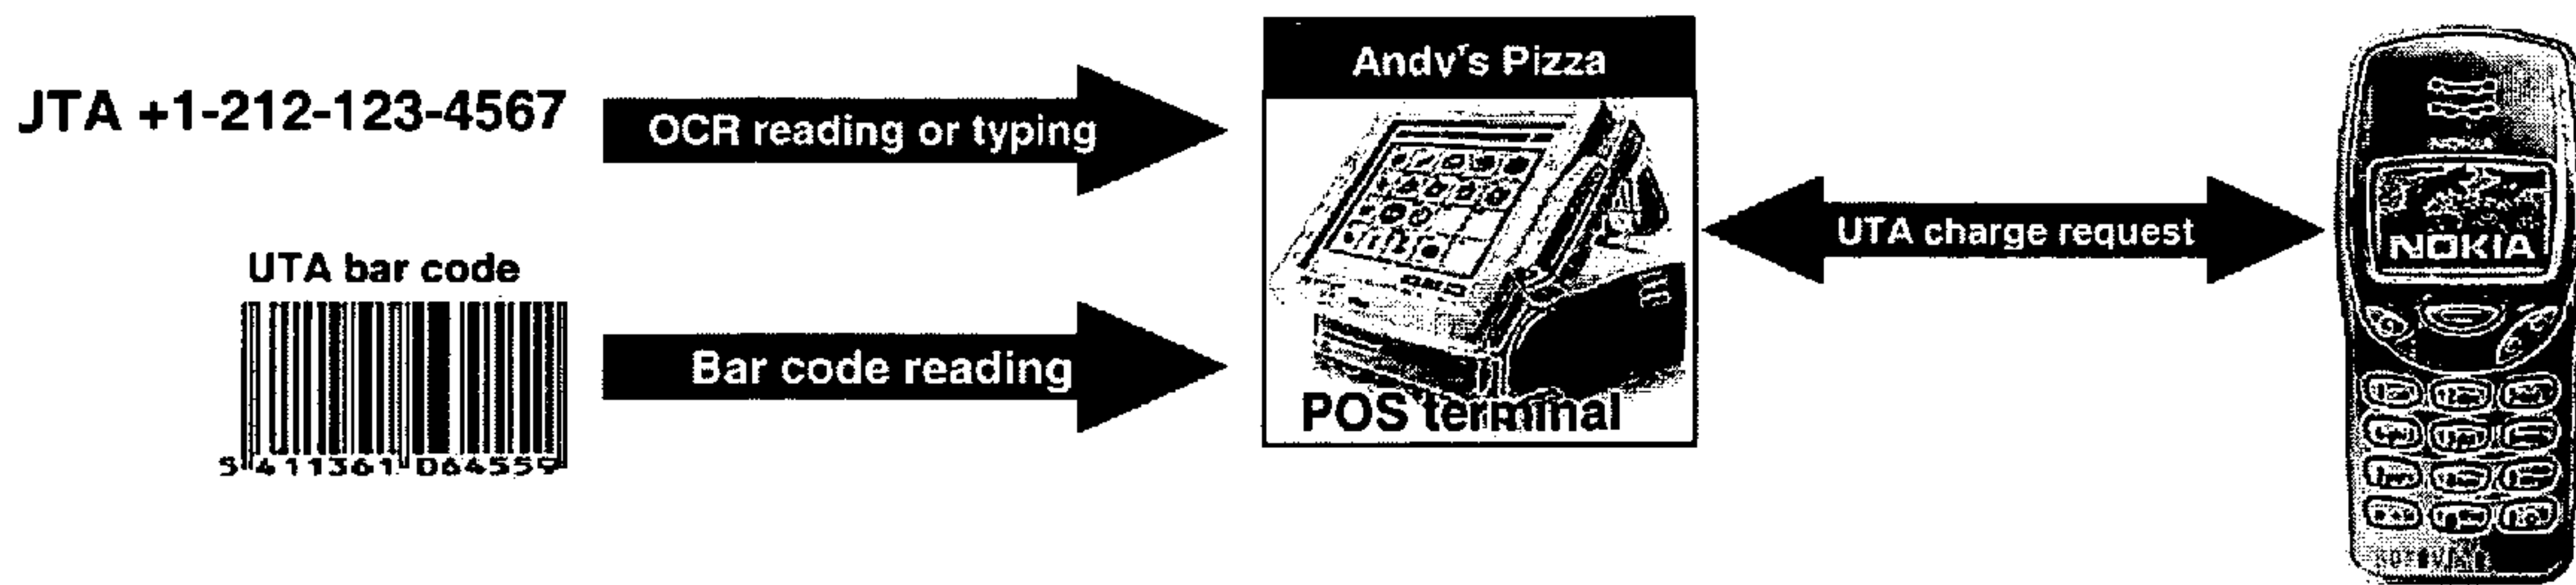 JTA +1-212-123-4567
OCR reading or typing
UTA bar code
5 411361 064559
Bar code reading
Andy's Pizza
POS terminal
UTA charge request
NOKIA
NOKIA